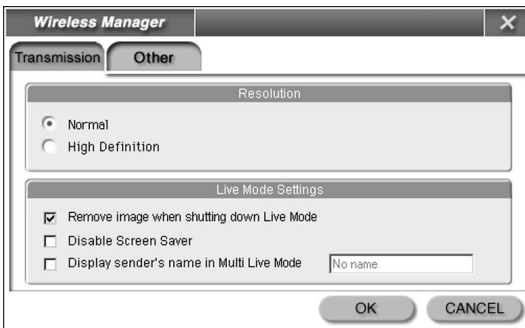 Wireless Manager
Transmission Other
Resolution
Normal
High Definition
Live Mode Settings
Remove image when shutting down Live Mode
Disable Screen Saver
Display sender's name in Multi Live Mode No name
OK CANCEL